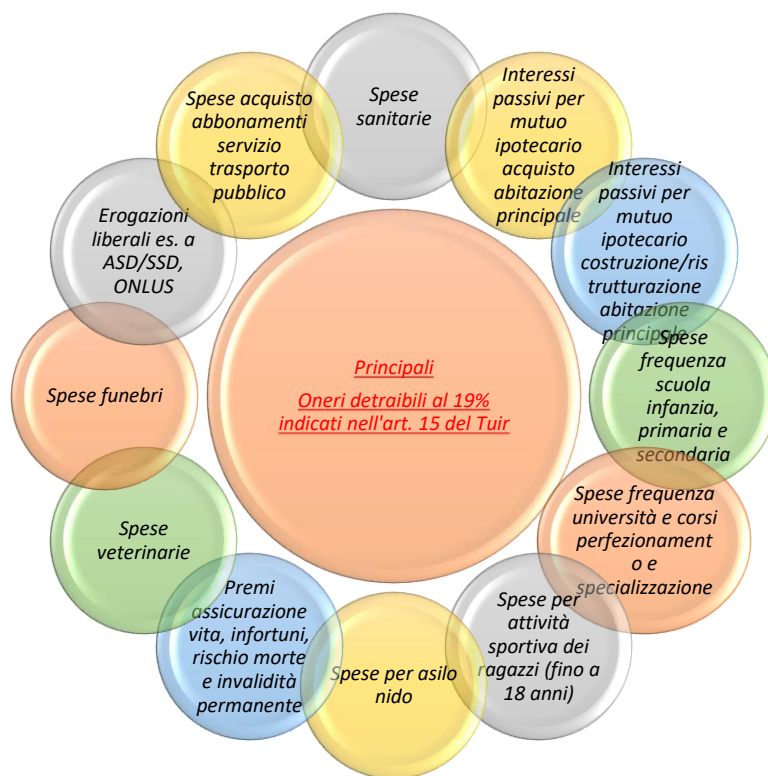 Principali
Oneri detraibili al 19%
indicati nell'art. 15 del Tuir
Spese
sanitarie
Interessi
passivi per
mutuo
ipotecario
acquisto
abitazione
principale
Interessi
passivi per
mutuo
ipotecario
costruzione/ris
trutturazione
abitazione
principale
Spese
frequenza
scuola
infanzia,
primaria e
secondaria
Spese frequenza
università e corsi
perfezionament
o e
specializzazione
Spese per
attività
sportiva dei
ragazzi (fino a
18 anni)
Spese per asilo
nido
Premi
assicurazione
vita, infortuni,
rischio morte
e invalidità
permanente
Spese
veterinarie
Spese funebri
Erogazioni
liberali es. a
ASD/SSD,
ONLUS
Spese acquisto
abbonamenti
servizio
trasporto
pubblico